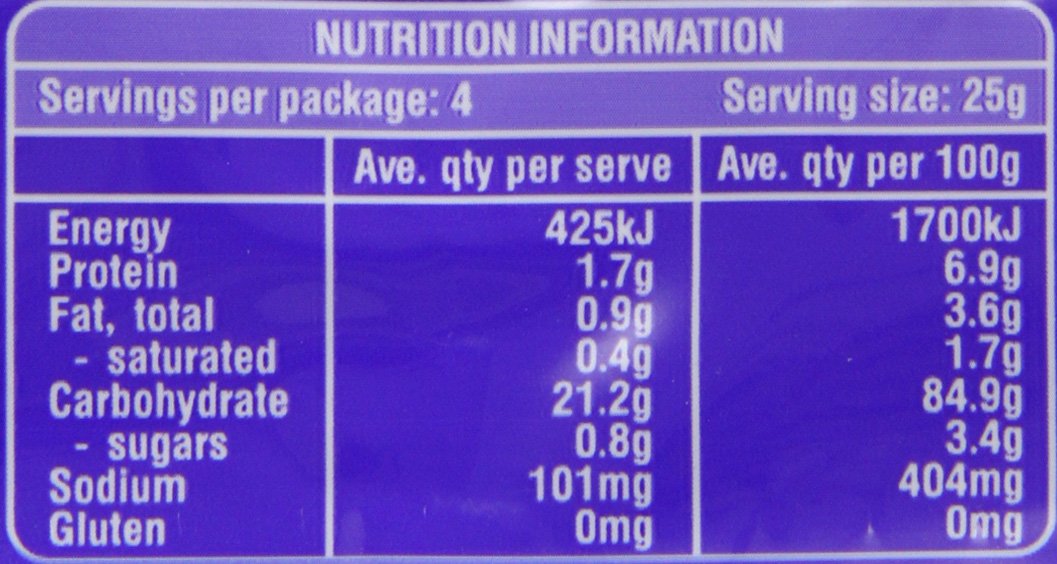 NUTRITION INFORMATION
Servings per package: 4 Serving size: 25g
Ave. qty per serve Ave. qty per 100g
Energy 425kJ 1700kJ
Protein 1.7g 6.9g
Fat, total 0.9g 3.6g
- saturated 0.4g 1.7g
Carbohydrate 21.2g 84.9g
- sugars 0.8g 3.4g
Sodium 101mg 404mg
Gluten 0mg 0mg